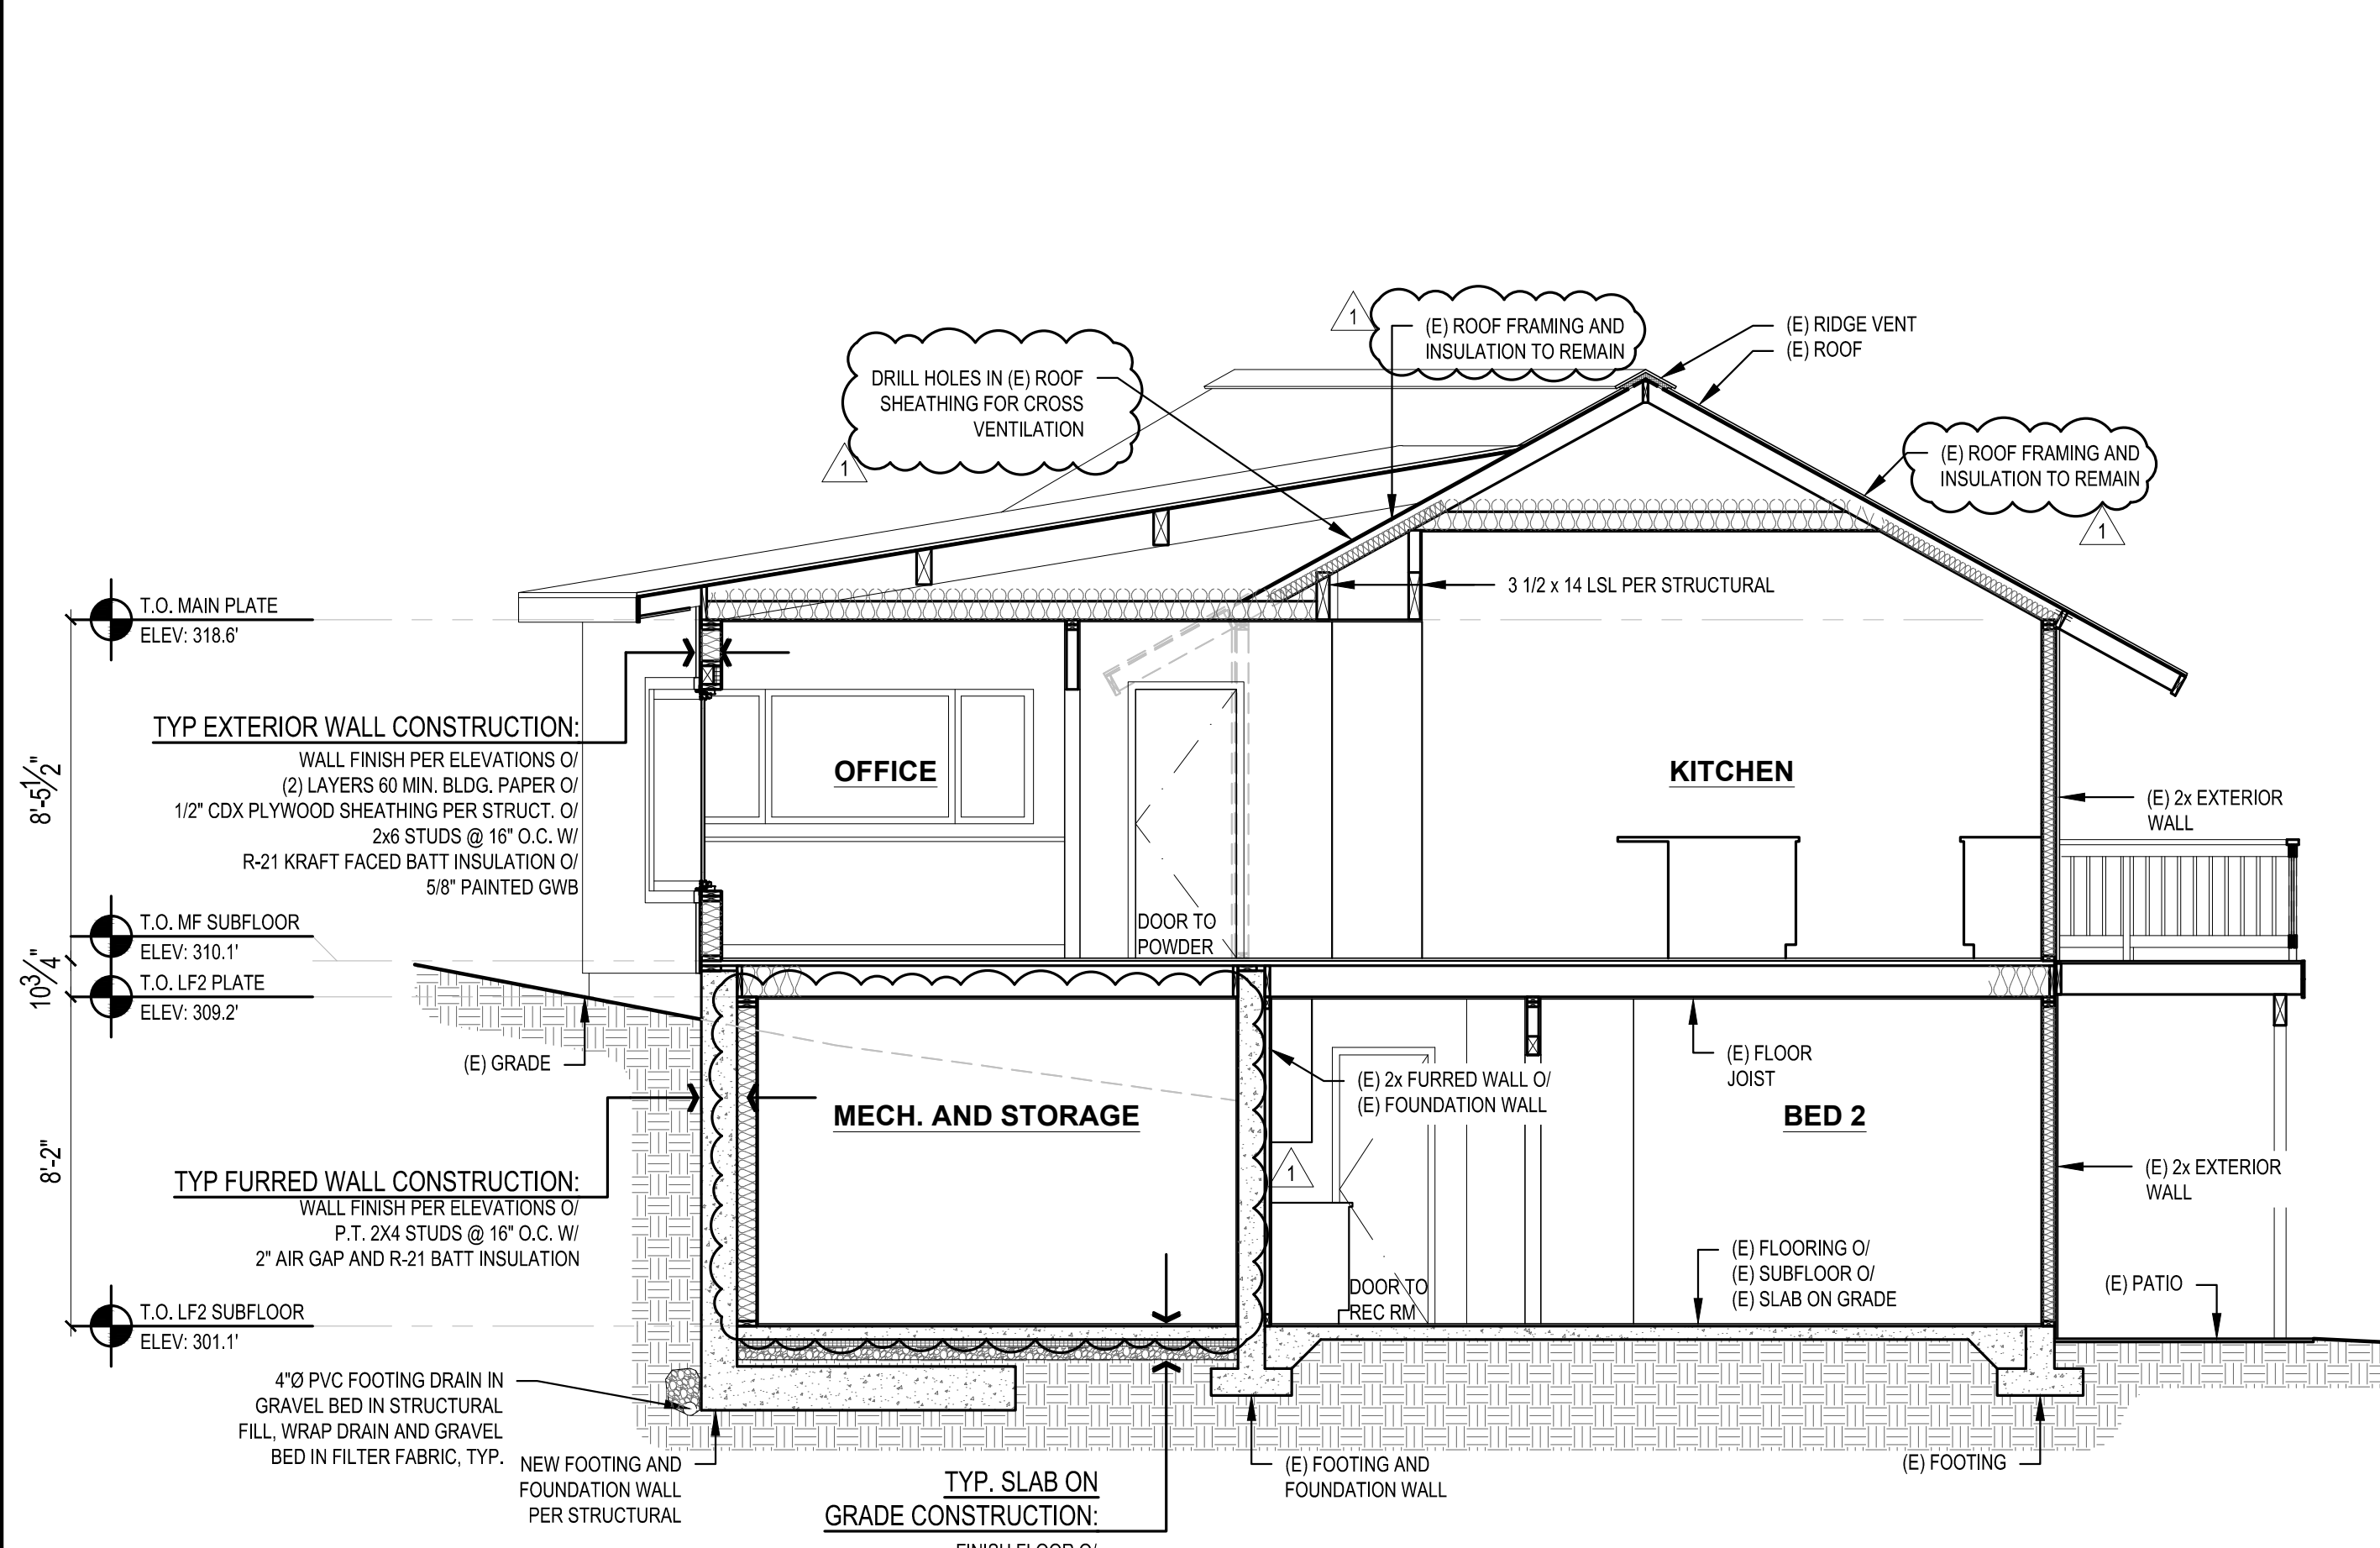 (E) ROOF FRAMING AND
INSULATION TO REMAIN
1
(E) RIDGE VENT
(E) ROOF
DRILL HOLES IN (E) ROOF
SHEATHING FOR CROSS
VENTILATION
1
(E) ROOF FRAMING AND
INSULATION TO REMAIN
1
3 1/2 x 14 LSL PER STRUCTURAL
T.O. MAIN PLATE
ELEV: 318.6'
TYP EXTERIOR WALL CONSTRUCTION:
WALL FINISH PER ELEVATIONS O/
(2) LAYERS 60 MIN. BLDG. PAPER O/
1/2" CDX PLYWOOD SHEATHING PER STRUCT. O/
2x6 STUDS @ 16" O.C. W/
R-21 KRAFT FACED BATT INSULATION O/
5/8" PAINTED GWB
8'-5 1/2"
OFFICE
KITCHEN
(E) 2x EXTERIOR
WALL
DOOR TO
POWDER
T.O. MF SUBFLOOR
ELEV: 310.1'
10 3/4"
T.O. LF2 PLATE
ELEV: 309.2'
(E) GRADE
(E) FLOOR
JOIST
(E) 2x FURRED WALL O/
(E) FOUNDATION WALL
MECH. AND STORAGE
BED 2
8'-2"
1
TYP FURRED WALL CONSTRUCTION:
WALL FINISH PER ELEVATIONS O/
P.T. 2X4 STUDS @ 16" O.C. W/
2" AIR GAP AND R-21 BATT INSULATION
(E) 2x EXTERIOR
WALL
(E) FLOORING O/
(E) SUBFLOOR O/
(E) SLAB ON GRADE
DOOR TO
REC RM
(E) PATIO
T.O. LF2 SUBFLOOR
ELEV: 301.1'
4"Ø PVC FOOTING DRAIN IN
GRAVEL BED IN STRUCTURAL
FILL, WRAP DRAIN AND GRAVEL
BED IN FILTER FABRIC, TYP.
NEW FOOTING AND
FOUNDATION WALL
PER STRUCTURAL
TYP. SLAB ON
GRADE CONSTRUCTION:
FINISH FLOOR O/
(E) FOOTING AND
FOUNDATION WALL
(E) FOOTING